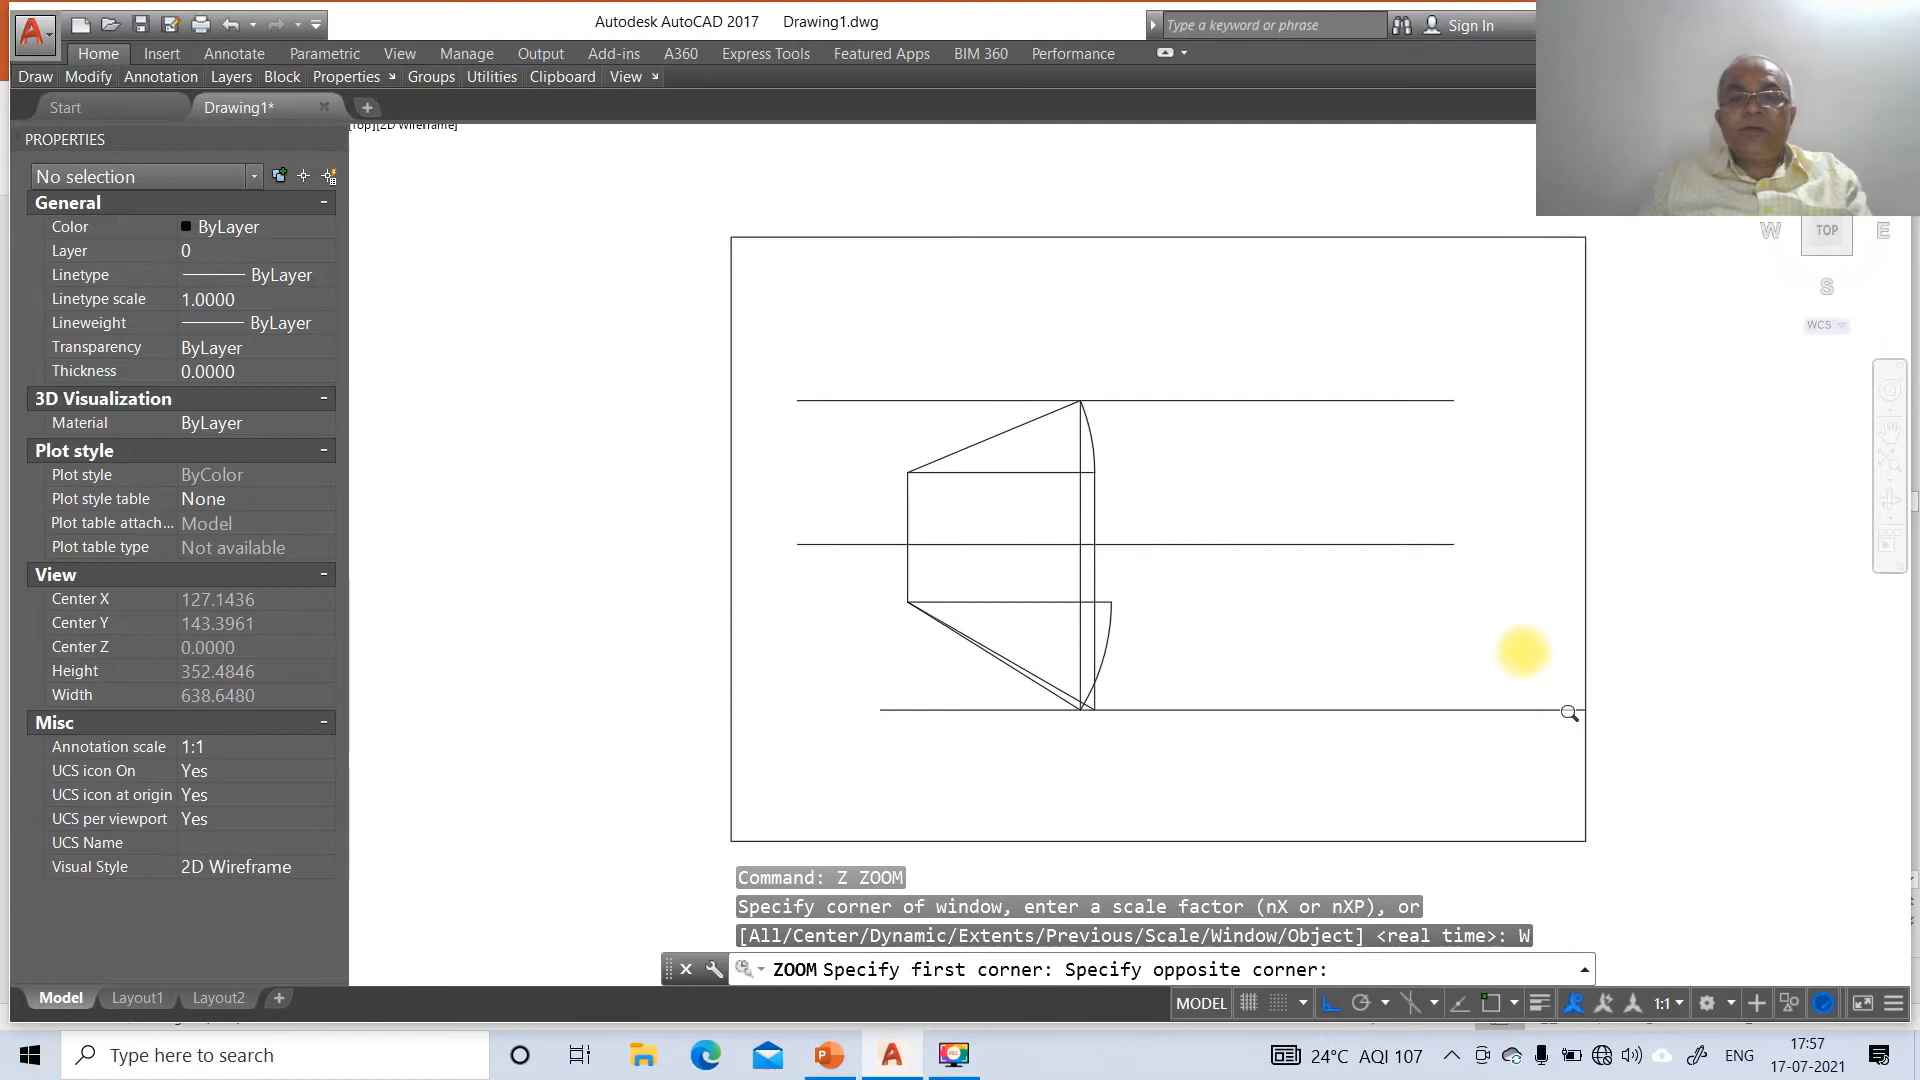 Autodesk AutoCAD 2017 Drawing1.dwg
Type a keyword or phrase
Sign In
Home Insert Annotate Parametric View Manage Output Add-ins A360 Express Tools Featured Apps BIM 360 Performance
Draw Modify Annotation Layers Block Properties Groups Utilities Clipboard View
Start
Drawing1*
[Top][2D Wireframe]
PROPERTIES
No selection
General
Color ByLayer
Layer 0
Linetype ByLayer
Linetype scale 1.0000
Lineweight ByLayer
Transparency ByLayer
Thickness 0.0000
3D Visualization
Material ByLayer
Plot style
Plot style ByColor
Plot style table None
Plot table attach... Model
Plot table type Not available
View
Center X 127.1436
Center Y 143.3961
Center Z 0.0000
Height 352.4846
Width 638.6480
Misc
Annotation scale 1:1
UCS icon On Yes
UCS icon at origin Yes
UCS per viewport Yes
UCS Name
Visual Style 2D Wireframe
W TOP E
S
WCS
Command: Z ZOOM
Specify corner of window, enter a scale factor (nX or nXP), or
[All/Center/Dynamic/Extents/Previous/Scale/Window/Object] <real time>: W
ZOOM Specify first corner: Specify opposite corner:
Model Layout1 Layout2
MODEL 1:1
Type here to search
24°C AQI 107
ENG
17:57
17-07-2021